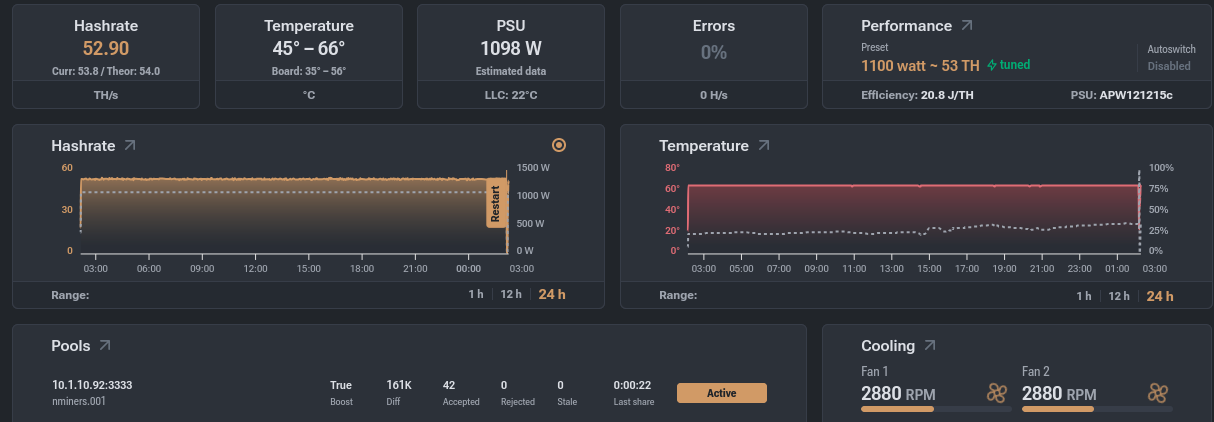 Hashrate
52.90
Curr: 53.8 / Theor: 54.0
TH/s
Temperature
45° – 66°
Board: 35° – 56°
°C
PSU
1098 W
Estimated data
LLC: 22°C
Errors
0%
0 H/s
Performance
Preset
1100 watt ~ 53 TH tuned
Autoswitch
Disabled
Efficiency: 20.8 J/TH
PSU: APW121215c
Hashrate
60
30
0
1500 W
1000 W
500 W
0 W
Restart
03:00 06:00 09:00 12:00 15:00 18:00 21:00 00:00 03:00
Range:
1 h 12 h 24 h
Temperature
80°
60°
40°
20°
0°
100%
75%
50%
25%
0%
03:00 05:00 07:00 09:00 11:00 13:00 15:00 17:00 19:00 21:00 23:00 01:00 03:00
Range:
1 h 12 h 24 h
Pools
10.1.10.92:3333 True 161K 42 0 0 0:00:22 Active
nminers.001 Boost Diff Accepted Rejected Stale Last share
Cooling
Fan 1
2880 RPM
Fan 2
2880 RPM